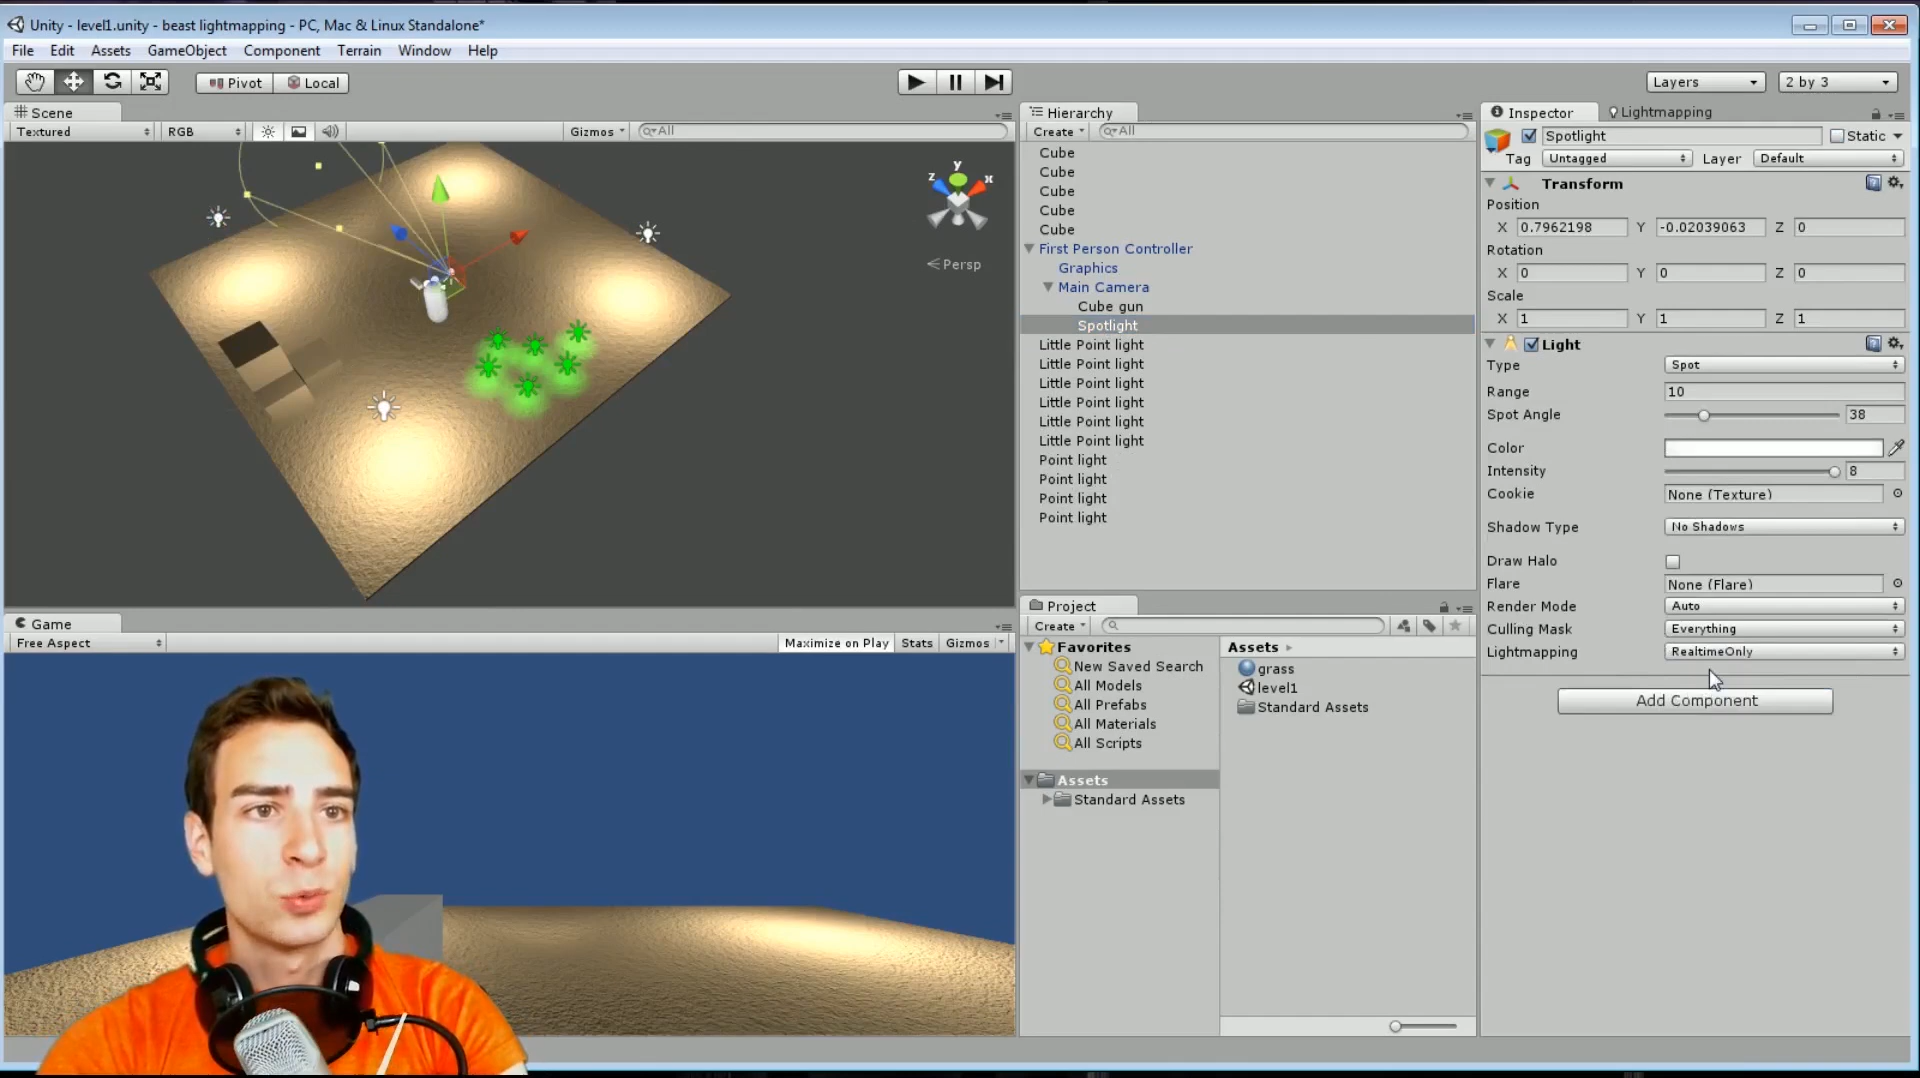 Unity - level1.unity - beast lightmapping - PC, Mac & Linux Standalone*
File Edit Assets GameObject Component Terrain Window Help
Pivot Local Layers 2 by 3
Scene
Textured RGB Gizmos All
y
z x
Persp
Game
Free Aspect Maximize on Play Stats Gizmos
Hierarchy
Create All
Cube
Cube
Cube
Cube
Cube
First Person Controller
Graphics
Main Camera
Cube gun
Spotlight
Little Point light
Little Point light
Little Point light
Little Point light
Little Point light
Little Point light
Point light
Point light
Point light
Point light
Project
Create
Favorites
New Saved Search
All Models
All Prefabs
All Materials
All Scripts
Assets
Standard Assets
Assets
grass
level1
Standard Assets
Inspector Lightmapping
Spotlight Static
Tag Untagged Layer Default
Transform
Position
X 0.7962198 Y -0.02039063 Z 0
Rotation
X 0 Y 0 Z 0
Scale
X 1 Y 1 Z 1
Light
Type Spot
Range 10
Spot Angle 38
Color
Intensity 8
Cookie None (Texture)
Shadow Type No Shadows
Draw Halo
Flare None (Flare)
Render Mode Auto
Culling Mask Everything
Lightmapping RealtimeOnly
Add Component